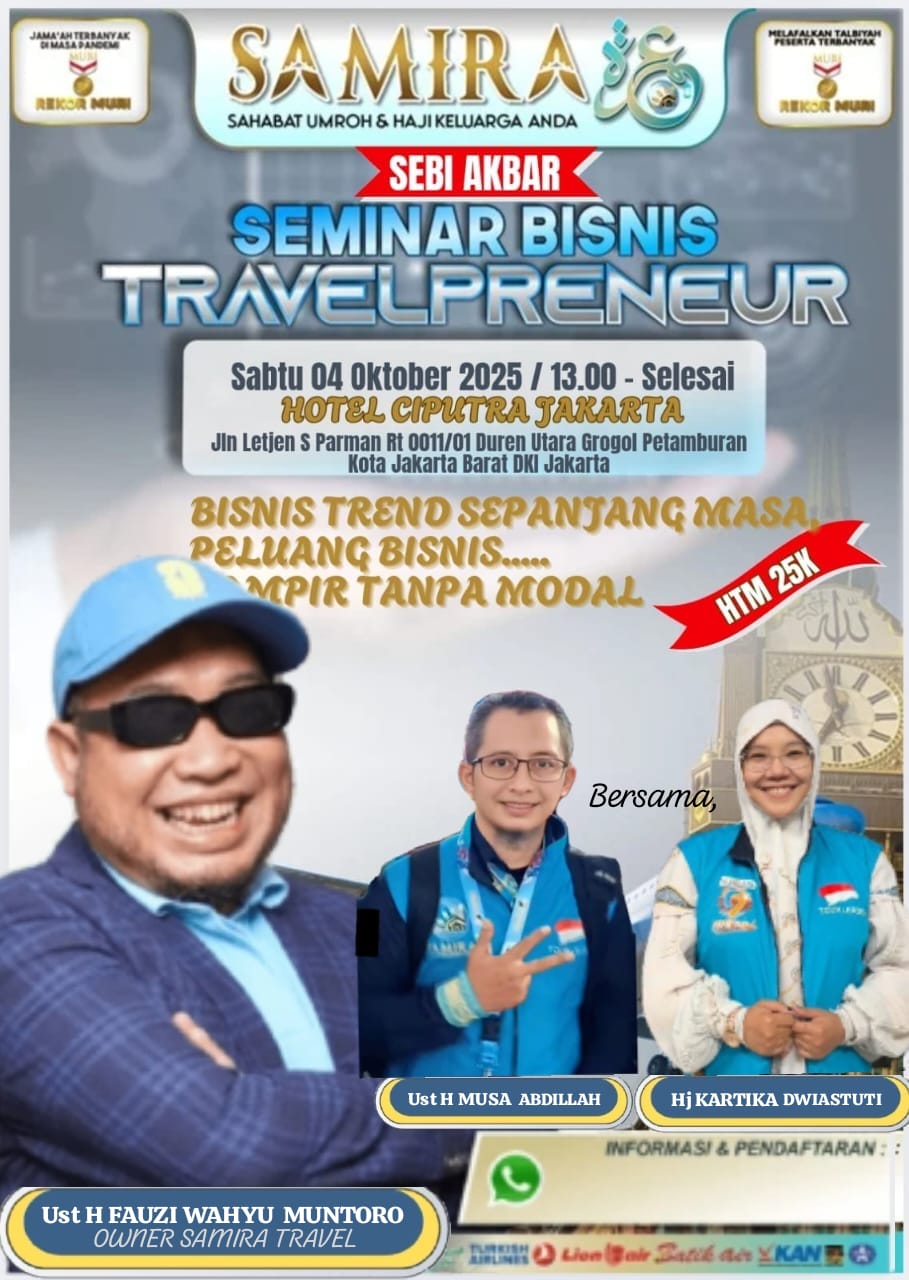 JAMA'AH TERBANYAK
DI MASA PANDEMI
MURI
REKOR MURI
SAMIRA
SAHABAT UMROH & HAJI KELUARGA ANDA
MELAFALKAN TALBIYAH
PESERTA TERBANYAK
MURI
REKOR MURI
SEBI AKBAR
SEMINAR BISNIS
TRAVELPRENEUR
Sabtu 04 Oktober 2025 / 13.00 - Selesai
HOTEL CIPUTRA JAKARTA
Jln Letjen S Parman Rt 0011/01 Duren Utara Grogol Petamburan
Kota Jakarta Barat DKI Jakarta
BISNIS TREND SEPANJANG MASA,
PELUANG BISNIS.....
MPIR TANPA MODAL
HTM 25K
الله
Bersama,
SAMIRA
Ust H MUSA ABDILLAH
Hj KARTIKA DWIASTUTI
INFORMASI & PENDAFTARAN : :
Ust H FAUZI WAHYU MUNTORO
OWNER SAMIRA TRAVEL
TURKISH AIRLINES
Lion air
Batik air
KAN